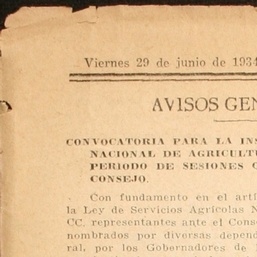 Viernes 29 de junio de 1934
AVISOS GEN
CONVOCATORIA PARA LA INS
NACIONAL DE AGRICULTU
PERIODO DE SESIONES O
CONSEJO.
Con fundamento en el artí
la Ley de Servicios Agrícolas N
CC. representantes ante el Cons
nombrados por diversas depend
ral, por los Gobernadores de